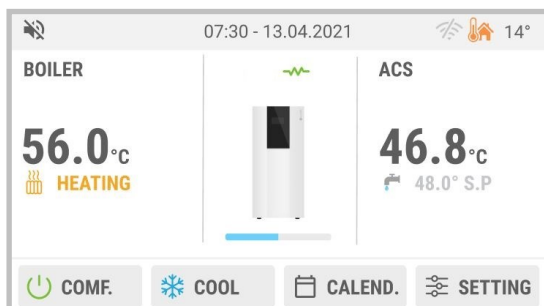 07:30 - 13.04.2021 14°
BOILER
56.0°C
HEATING
ACS
46.8°C
48.0° S.P
COMF. COOL CALEND. SETTING